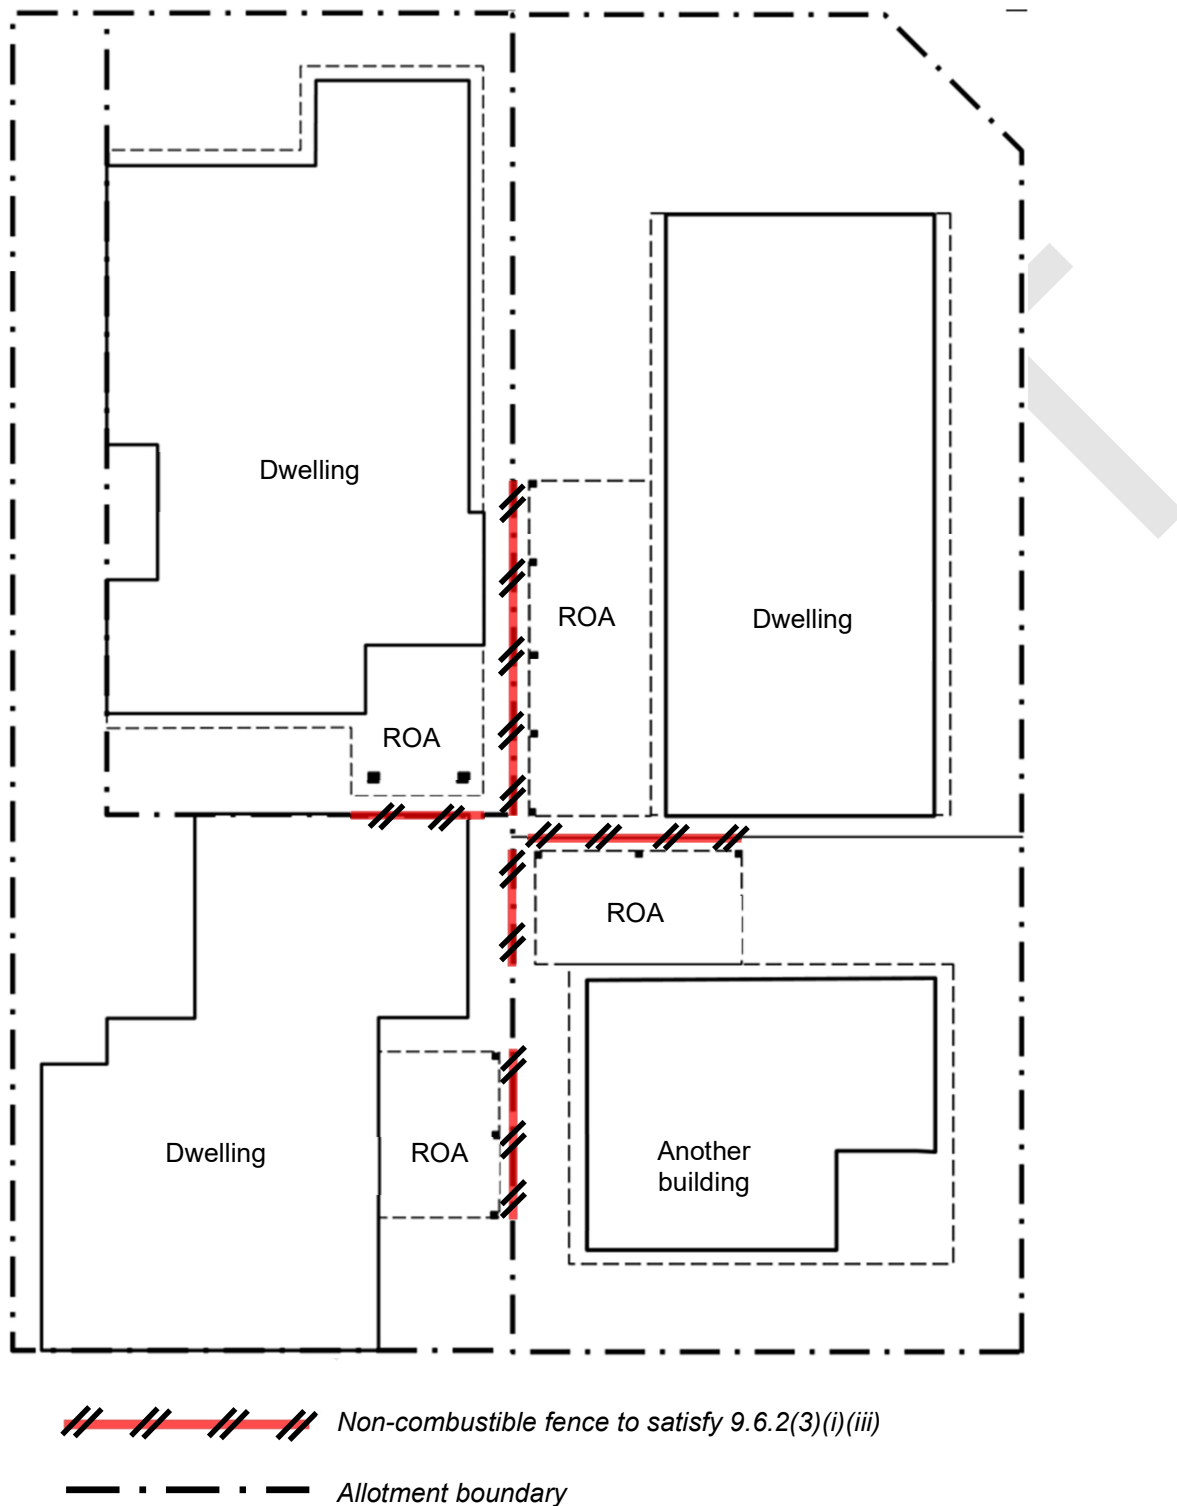 Dwelling
ROA
Dwelling
ROA
ROA
Dwelling
ROA
Another
building
Non-combustible fence to satisfy 9.6.2(3)(i)(iii)
Allotment boundary